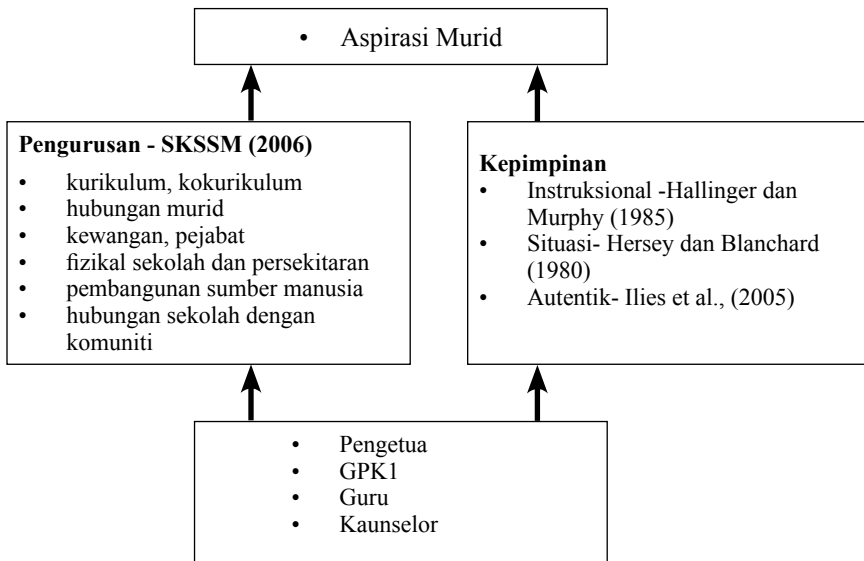 • Aspirasi Murid
Pengurusan - SKSSM (2006)
• kurikulum, kokurikulum
• hubungan murid
• kewangan, pejabat
• fizikal sekolah dan persekitaran
• pembangunan sumber manusia
• hubungan sekolah dengan
komuniti
Kepimpinan
• Instruksional -Hallinger dan
Murphy (1985)
• Situasi- Hersey dan Blanchard
(1980)
• Autentik- Ilies et al., (2005)
• Pengetua
• GPK1
• Guru
• Kaunselor